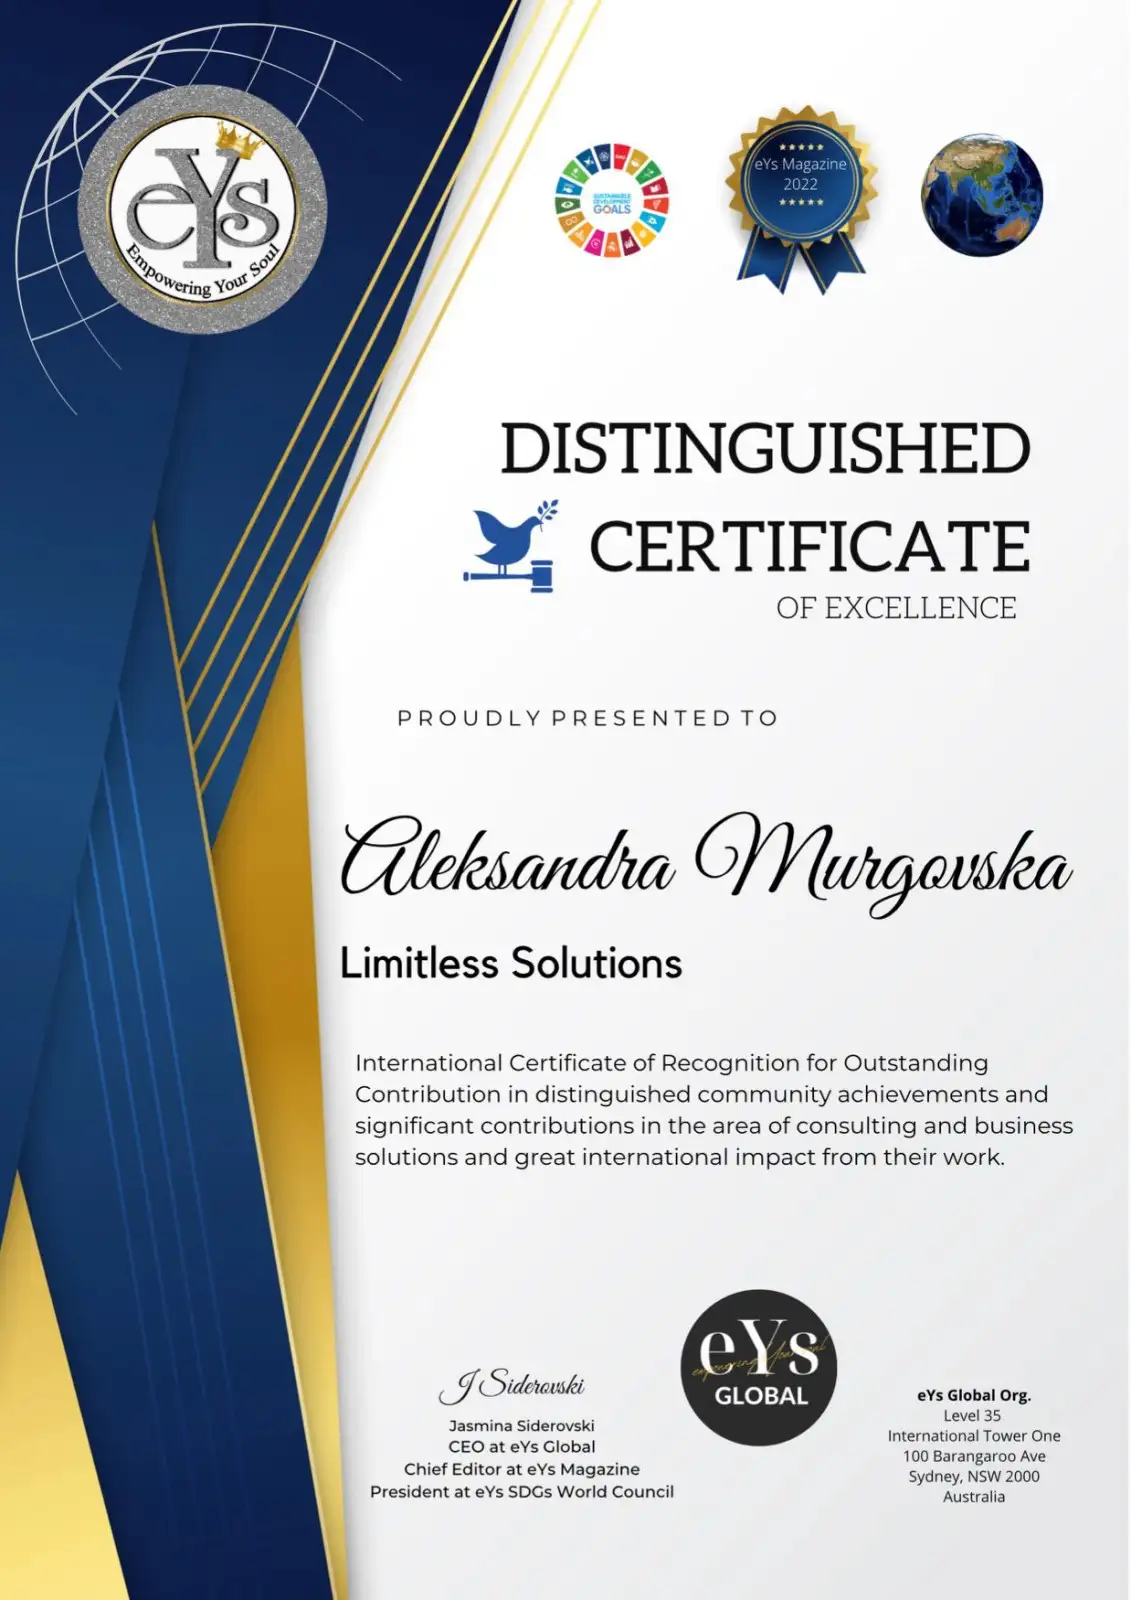 eYs
Empowering Your Soul
SUSTAINABLE
DEVELOPMENT
GOALS
eYs Magazine
2022
DISTINGUISHED
CERTIFICATE
OF EXCELLENCE
PROUDLY PRESENTED TO
Aleksandra Murgovska
Limitless Solutions
International Certificate of Recognition for Outstanding
Contribution in distinguished community achievements and
significant contributions in the area of consulting and business
solutions and great international impact from their work.
J Siderovski
Jasmina Siderovski
CEO at eYs Global
Chief Editor at eYs Magazine
President at eYs SDGs World Council
eYs
empowering Your soul
GLOBAL
eYs Global Org.
Level 35
International Tower One
100 Barangaroo Ave
Sydney, NSW 2000
Australia